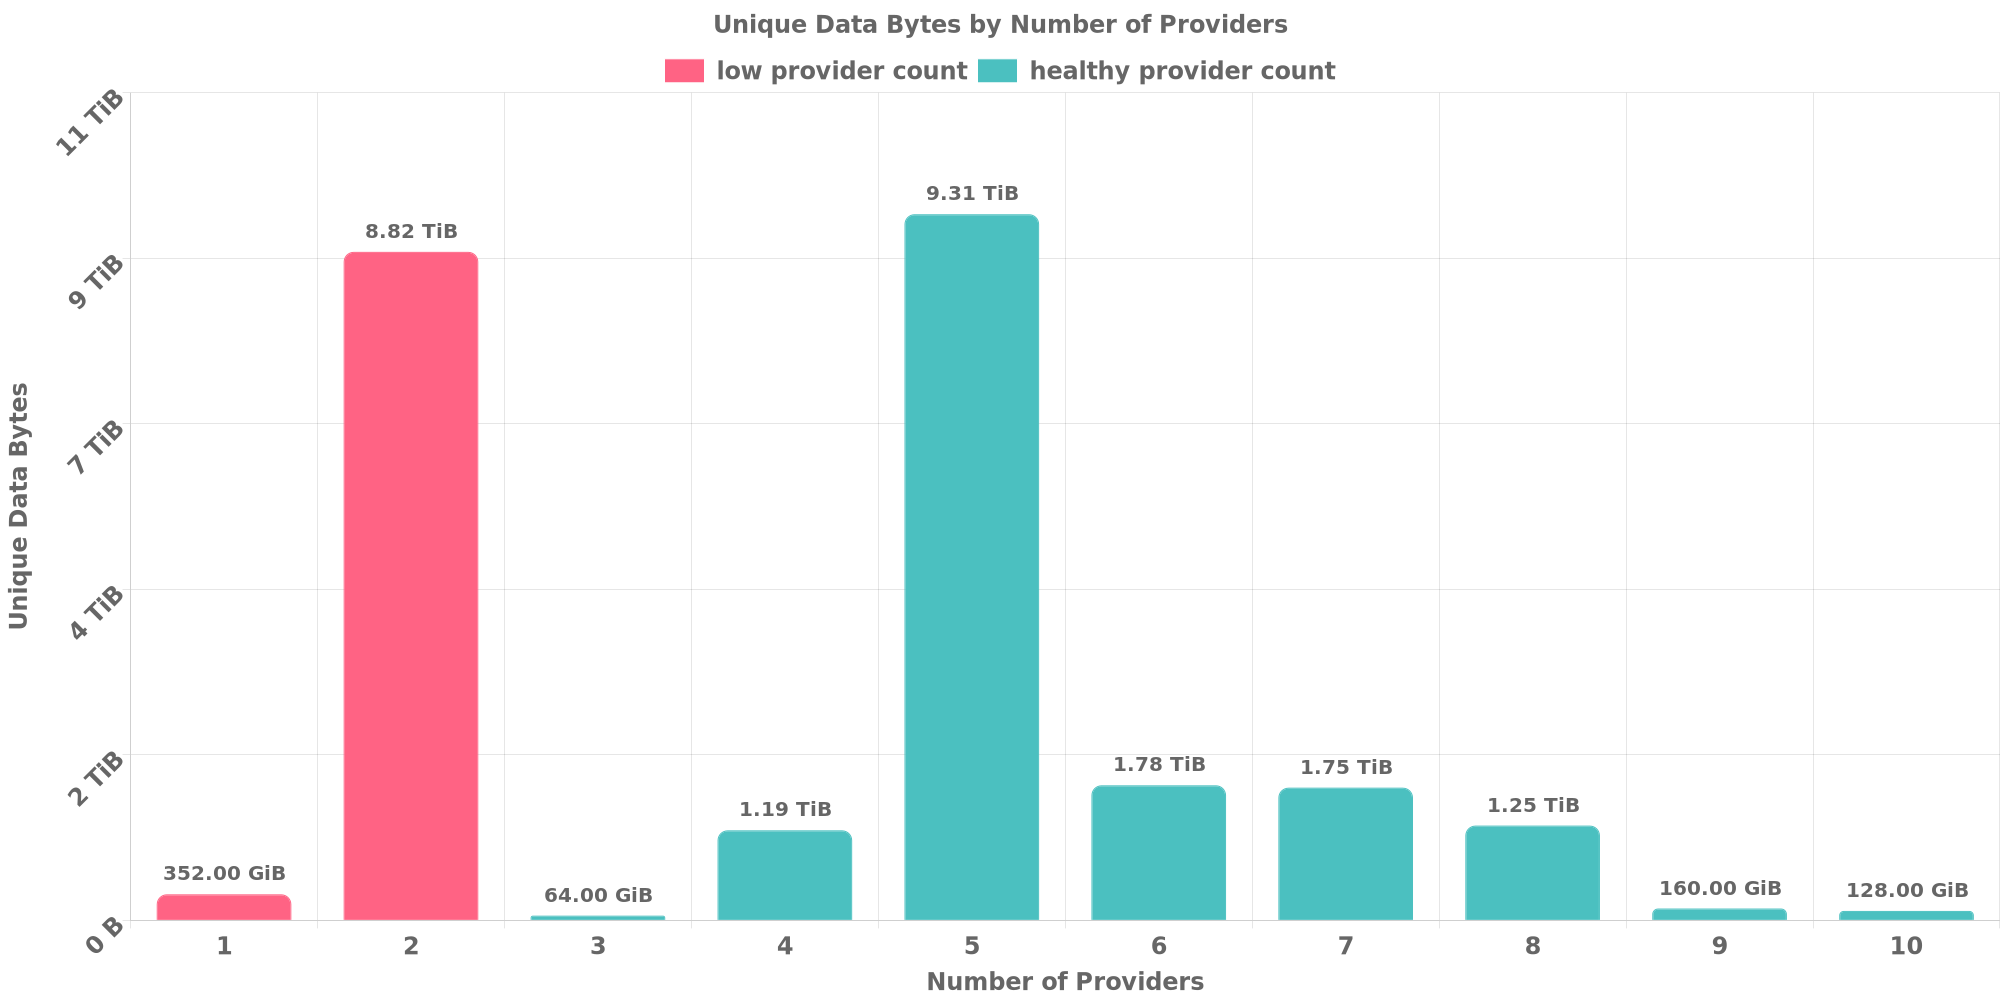 Unique Data Bytes by Number of Providers
low provider count healthy provider count
11 TiB
9 TiB
7 TiB
4 TiB
2 TiB
0 B
Unique Data Bytes
352.00 GiB
8.82 TiB
64.00 GiB
1.19 TiB
9.31 TiB
1.78 TiB
1.75 TiB
1.25 TiB
160.00 GiB
128.00 GiB
1 2 3 4 5 6 7 8 9 10
Number of Providers